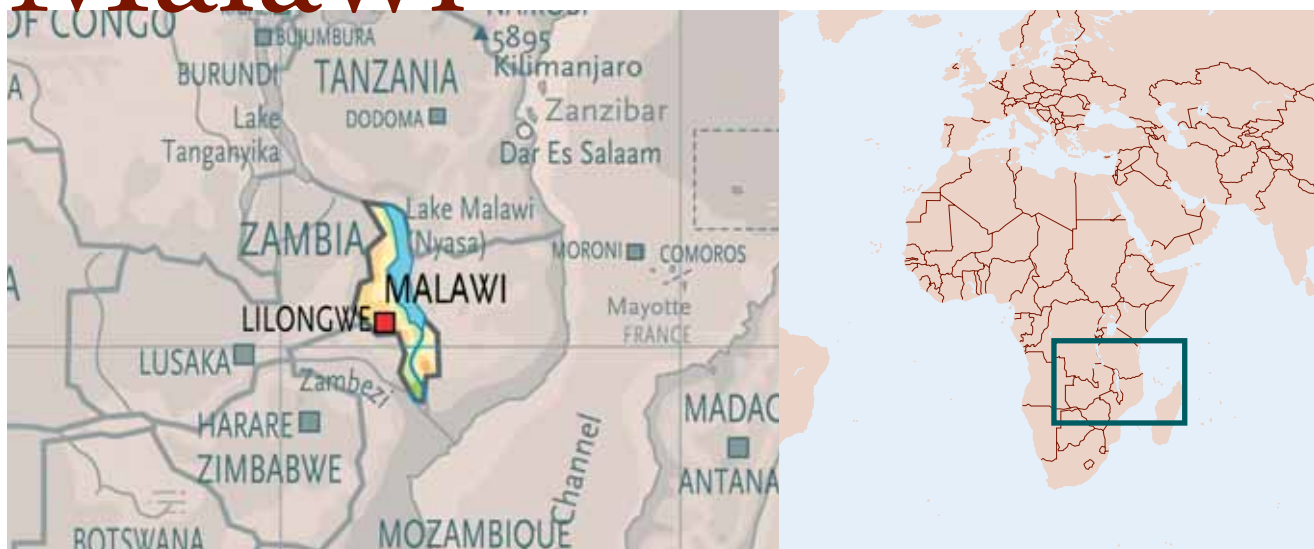 Malawi
OF CONGO
BUJUMBURA
5895
Kilimanjaro
BURUNDI
TANZANIA
Lake
Tanganyika
DODOMA
Zanzibar
Dar Es Salaam
ZAMBIA
Lake Malawi
(Nyasa)
MORONI
COMOROS
MALAWI
LILONGWE
Mayotte
FRANCE
LUSAKA
Zambezi
HARARE
ZIMBABWE
MADAG
ANTANA
Channel
MOZAMBIQUE
BOTSWANA